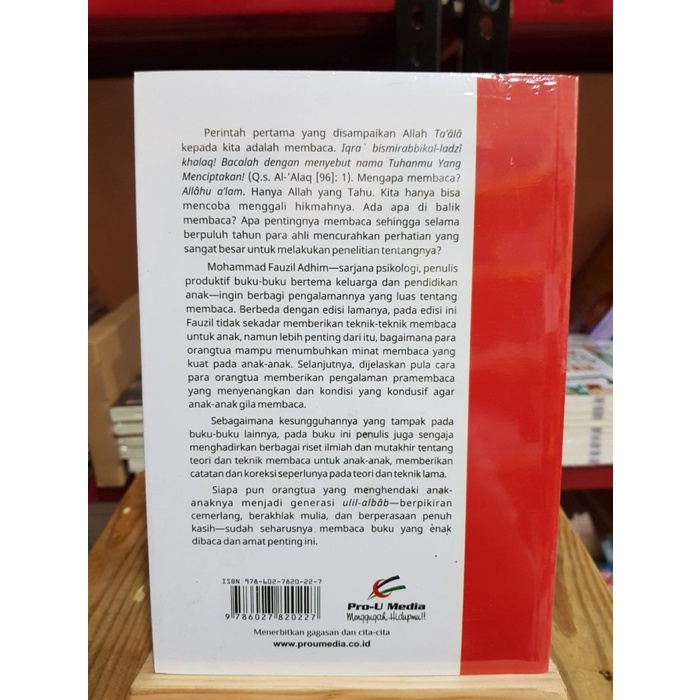 Perintah pertama yang disampaikan Allah Ta'âlâ
kepada kita adalah membaca. Iqra` bismirabbikal-ladzî
khalaq! Bacalah dengan menyebut nama Tuhanmu Yang
Menciptakan! (Q.s. Al-'Alaq [96]: 1). Mengapa membaca?
Allâhu a'lam. Hanya Allah yang Tahu. Kita hanya bisa
mencoba menggali hikmahnya. Ada apa di balik
membaca? Apa pentingnya membaca sehingga selama
berpuluh tahun para ahli mencurahkan perhatian yang
sangat besar untuk melakukan penelitian tentangnya?
Mohammad Fauzil Adhim—sarjana psikologi, penulis
produktif buku-buku bertema keluarga dan pendidikan
anak—ingin berbagi pengalamannya yang luas tentang
membaca. Berbeda dengan edisi lamanya, pada edisi ini
Fauzil tidak sekadar memberikan teknik-teknik membaca
untuk anak, namun lebih penting dari itu, bagaimana para
orangtua mampu menumbuhkan minat membaca yang
kuat pada anak-anak. Selanjutnya, dijelaskan pula cara
para orangtua memberikan pengalaman pramembaca
yang menyenangkan dan kondisi yang kondusif agar
anak-anak gila membaca.
Sebagaimana kesungguhannya yang tampak pada
buku-buku lainnya, pada buku ini penulis juga sengaja
menghadirkan berbagai riset ilmiah dan mutakhir tentang
teori dan teknik membaca untuk anak-anak, memberikan
catatan dan koreksi seperlunya pada teori dan teknik lama.
Siapa pun orangtua yang menghendaki anak-
anaknya menjadi generasi ulil-albâb—berpikiran
cemerlang, berakhlak mulia, dan berperasaan penuh
kasih—sudah seharusnya membaca buku yang ènak
dibaca dan amat penting ini.
ISBN 978-602-7820-22-7
9 786027 820227
Pro-U Media
Menggugah Hidupmu!!
Menerbitkan gagasan dan cita-cita
www.proumedia.co.id